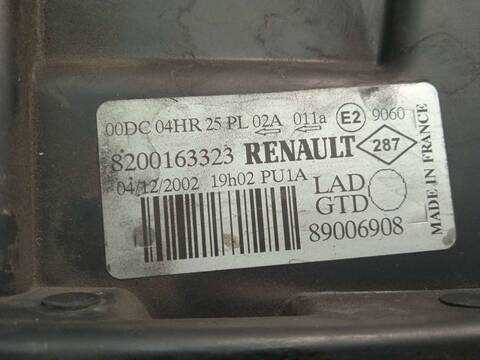 00DC 04HR 25 PL 02A 011a E2 9060
8200163323 RENAULT 287
04/12/2002 19h02 PU1A LAD
GTD
89006908
MADE IN FRANCE